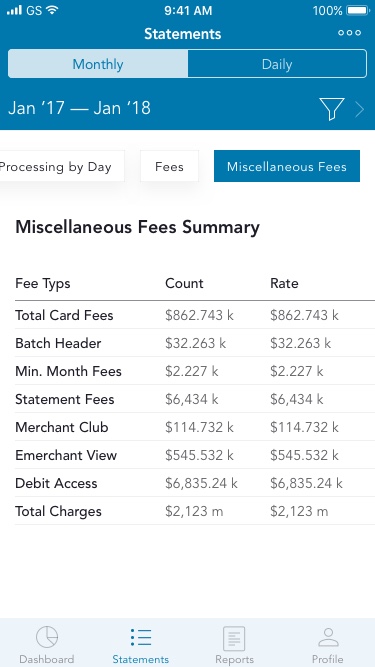 GS 9:41 AM 100%
Statements
Monthly Daily
Jan '17 — Jan '18
Processing by Day Fees Miscellaneous Fees
Miscellaneous Fees Summary
Fee Typs Count Rate
Total Card Fees $862.743 k $862.743 k
Batch Header $32.263 k $32.263 k
Min. Month Fees $2.227 k $2.227 k
Statement Fees $6,434 k $6,434 k
Merchant Club $114.732 k $114.732 k
Emerchant View $545.532 k $545.532 k
Debit Access $6,835.24 k $6,835.24 k
Total Charges $2,123 m $2,123 m
Dashboard Statements Reports Profile